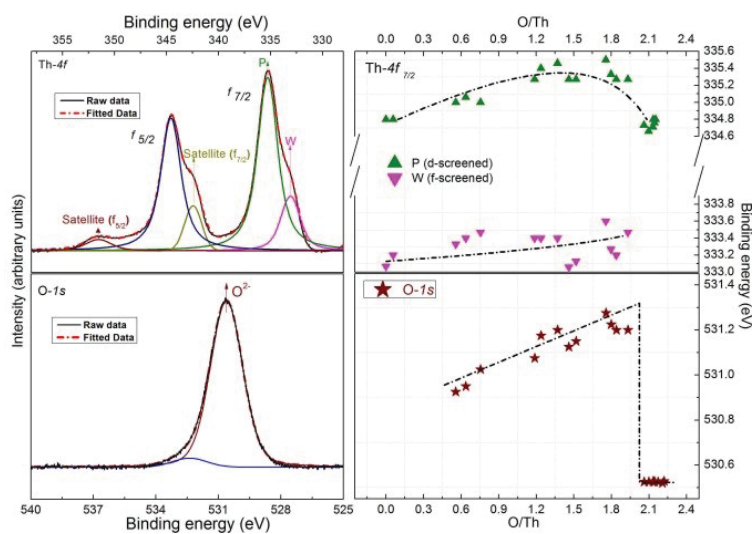 Binding energy (eV)
355 350 345 340 335 330
Th-4f
Raw data
Fitted Data
f 5/2
P
f 7/2
Satellite (f7/2)
W
Satellite (f5/2)
Intensity (arbitrary units)
O-1s
Raw data
Fitted Data
O2-
540 537 534 531 528 525
Binding energy (eV)
O/Th
0.0 0.3 0.6 0.9 1.2 1.5 1.8 2.1 2.4
Th-4f 7/2
335.6
335.4
335.2
335.0
334.8
334.6
P (d-screened)
W (f-screened)
333.8
333.6
333.4
333.2
333.0
Binding energy (eV)
O-1s
531.4
531.2
531.0
530.8
530.6
0.0 0.3 0.6 0.9 1.2 1.5 1.8 2.1 2.4
O/Th